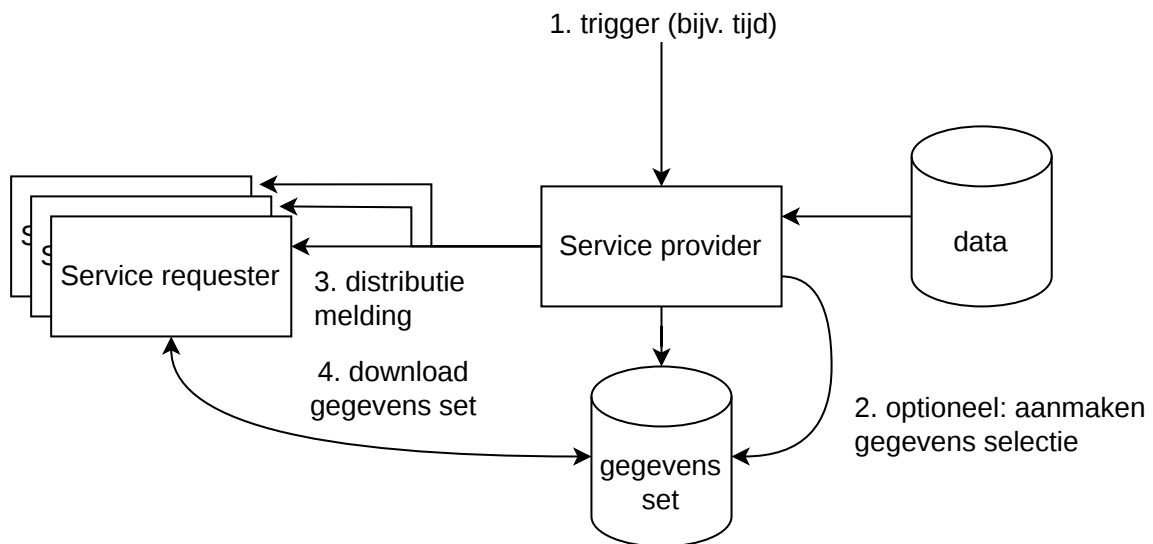 1. trigger (bijv. tijd)
Service provider
data
S
S
Service requester
3. distributie
melding
4. download
gegevens set
2. optioneel: aanmaken
gegevens selectie
gegevens
set